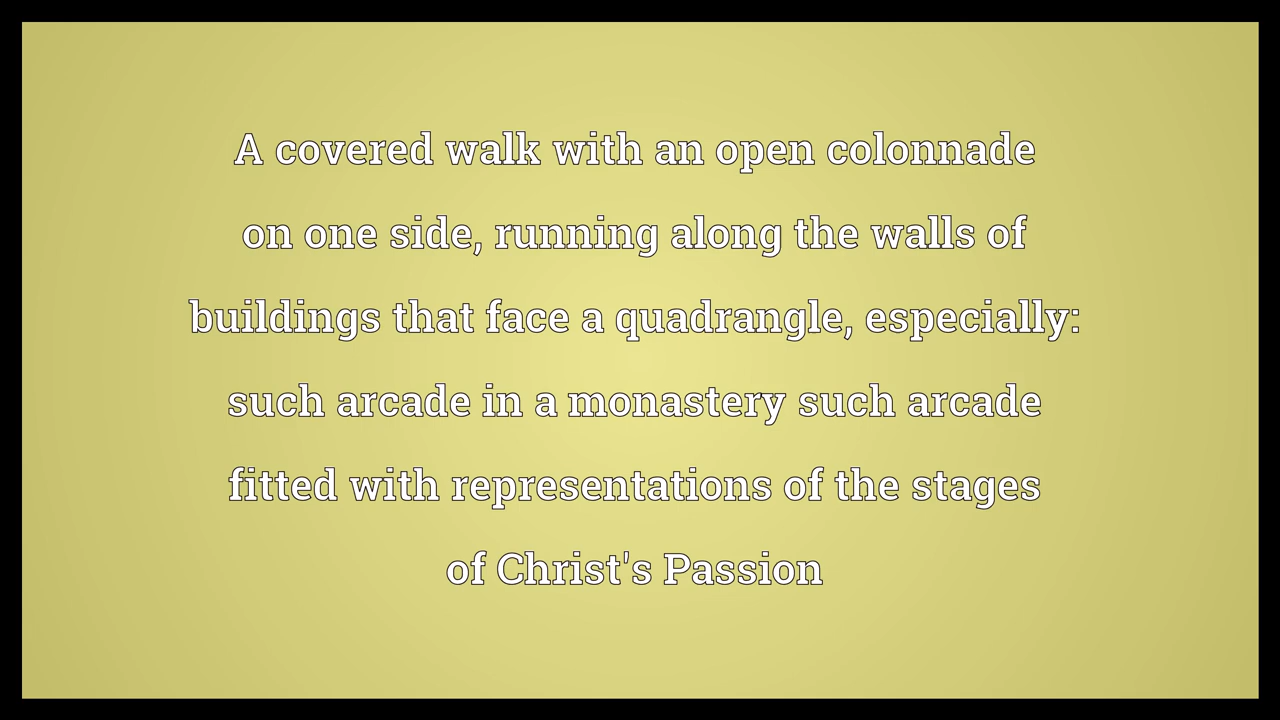 A covered walk with an open colonnade
on one side, running along the walls of
buildings that face a quadrangle, especially:
such arcade in a monastery such arcade
fitted with representations of the stages
of Christ's Passion